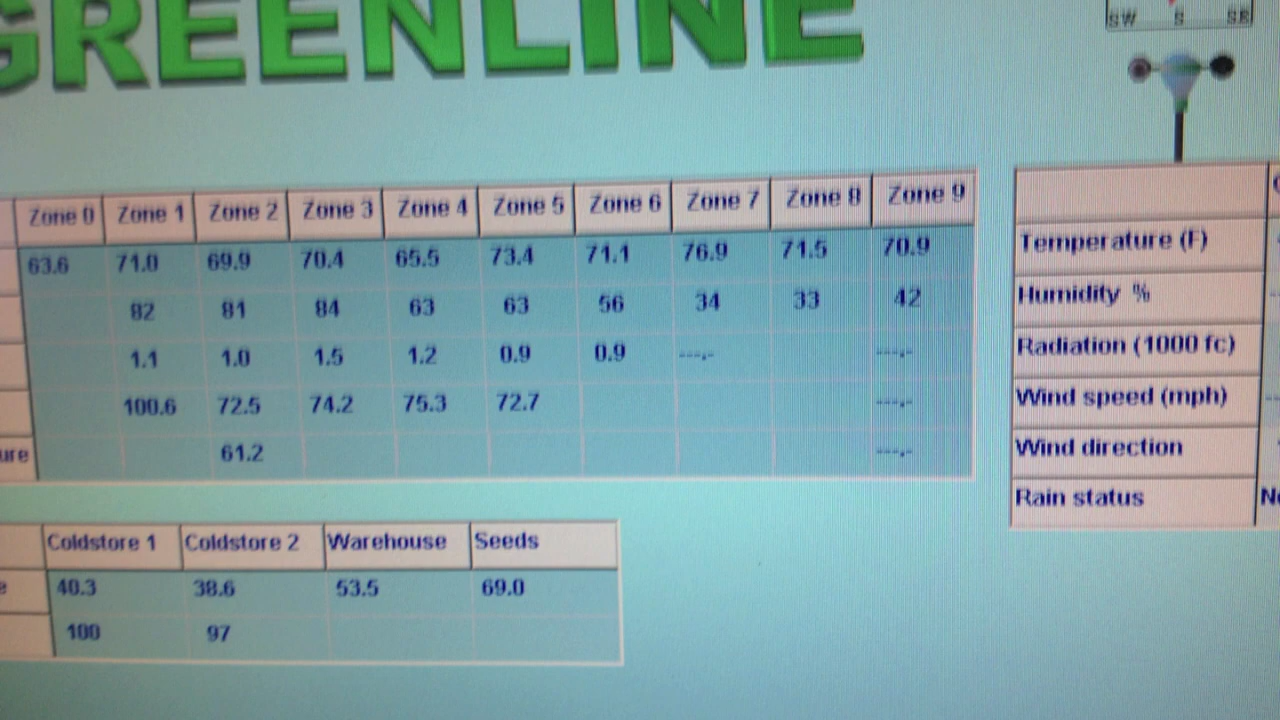 GREENLINE
SW S SE
Zone 0 Zone 1 Zone 2 Zone 3 Zone 4 Zone 5 Zone 6 Zone 7 Zone 8 Zone 9
63.6 71.0 69.9 70.4 65.5 73.4 71.1 76.9 71.5 70.9
82 81 84 63 63 56 34 33 42
1.1 1.0 1.5 1.2 0.9 0.9 ---.- ---.-
100.6 72.5 74.2 75.3 72.7 ---.-
ure 61.2 ---.-
Temperature (F)
Humidity %
Radiation (1000 fc)
Wind speed (mph)
Wind direction
Rain status
Coldstore 1 Coldstore 2 Warehouse Seeds
40.3 38.6 53.5 69.0
100 97